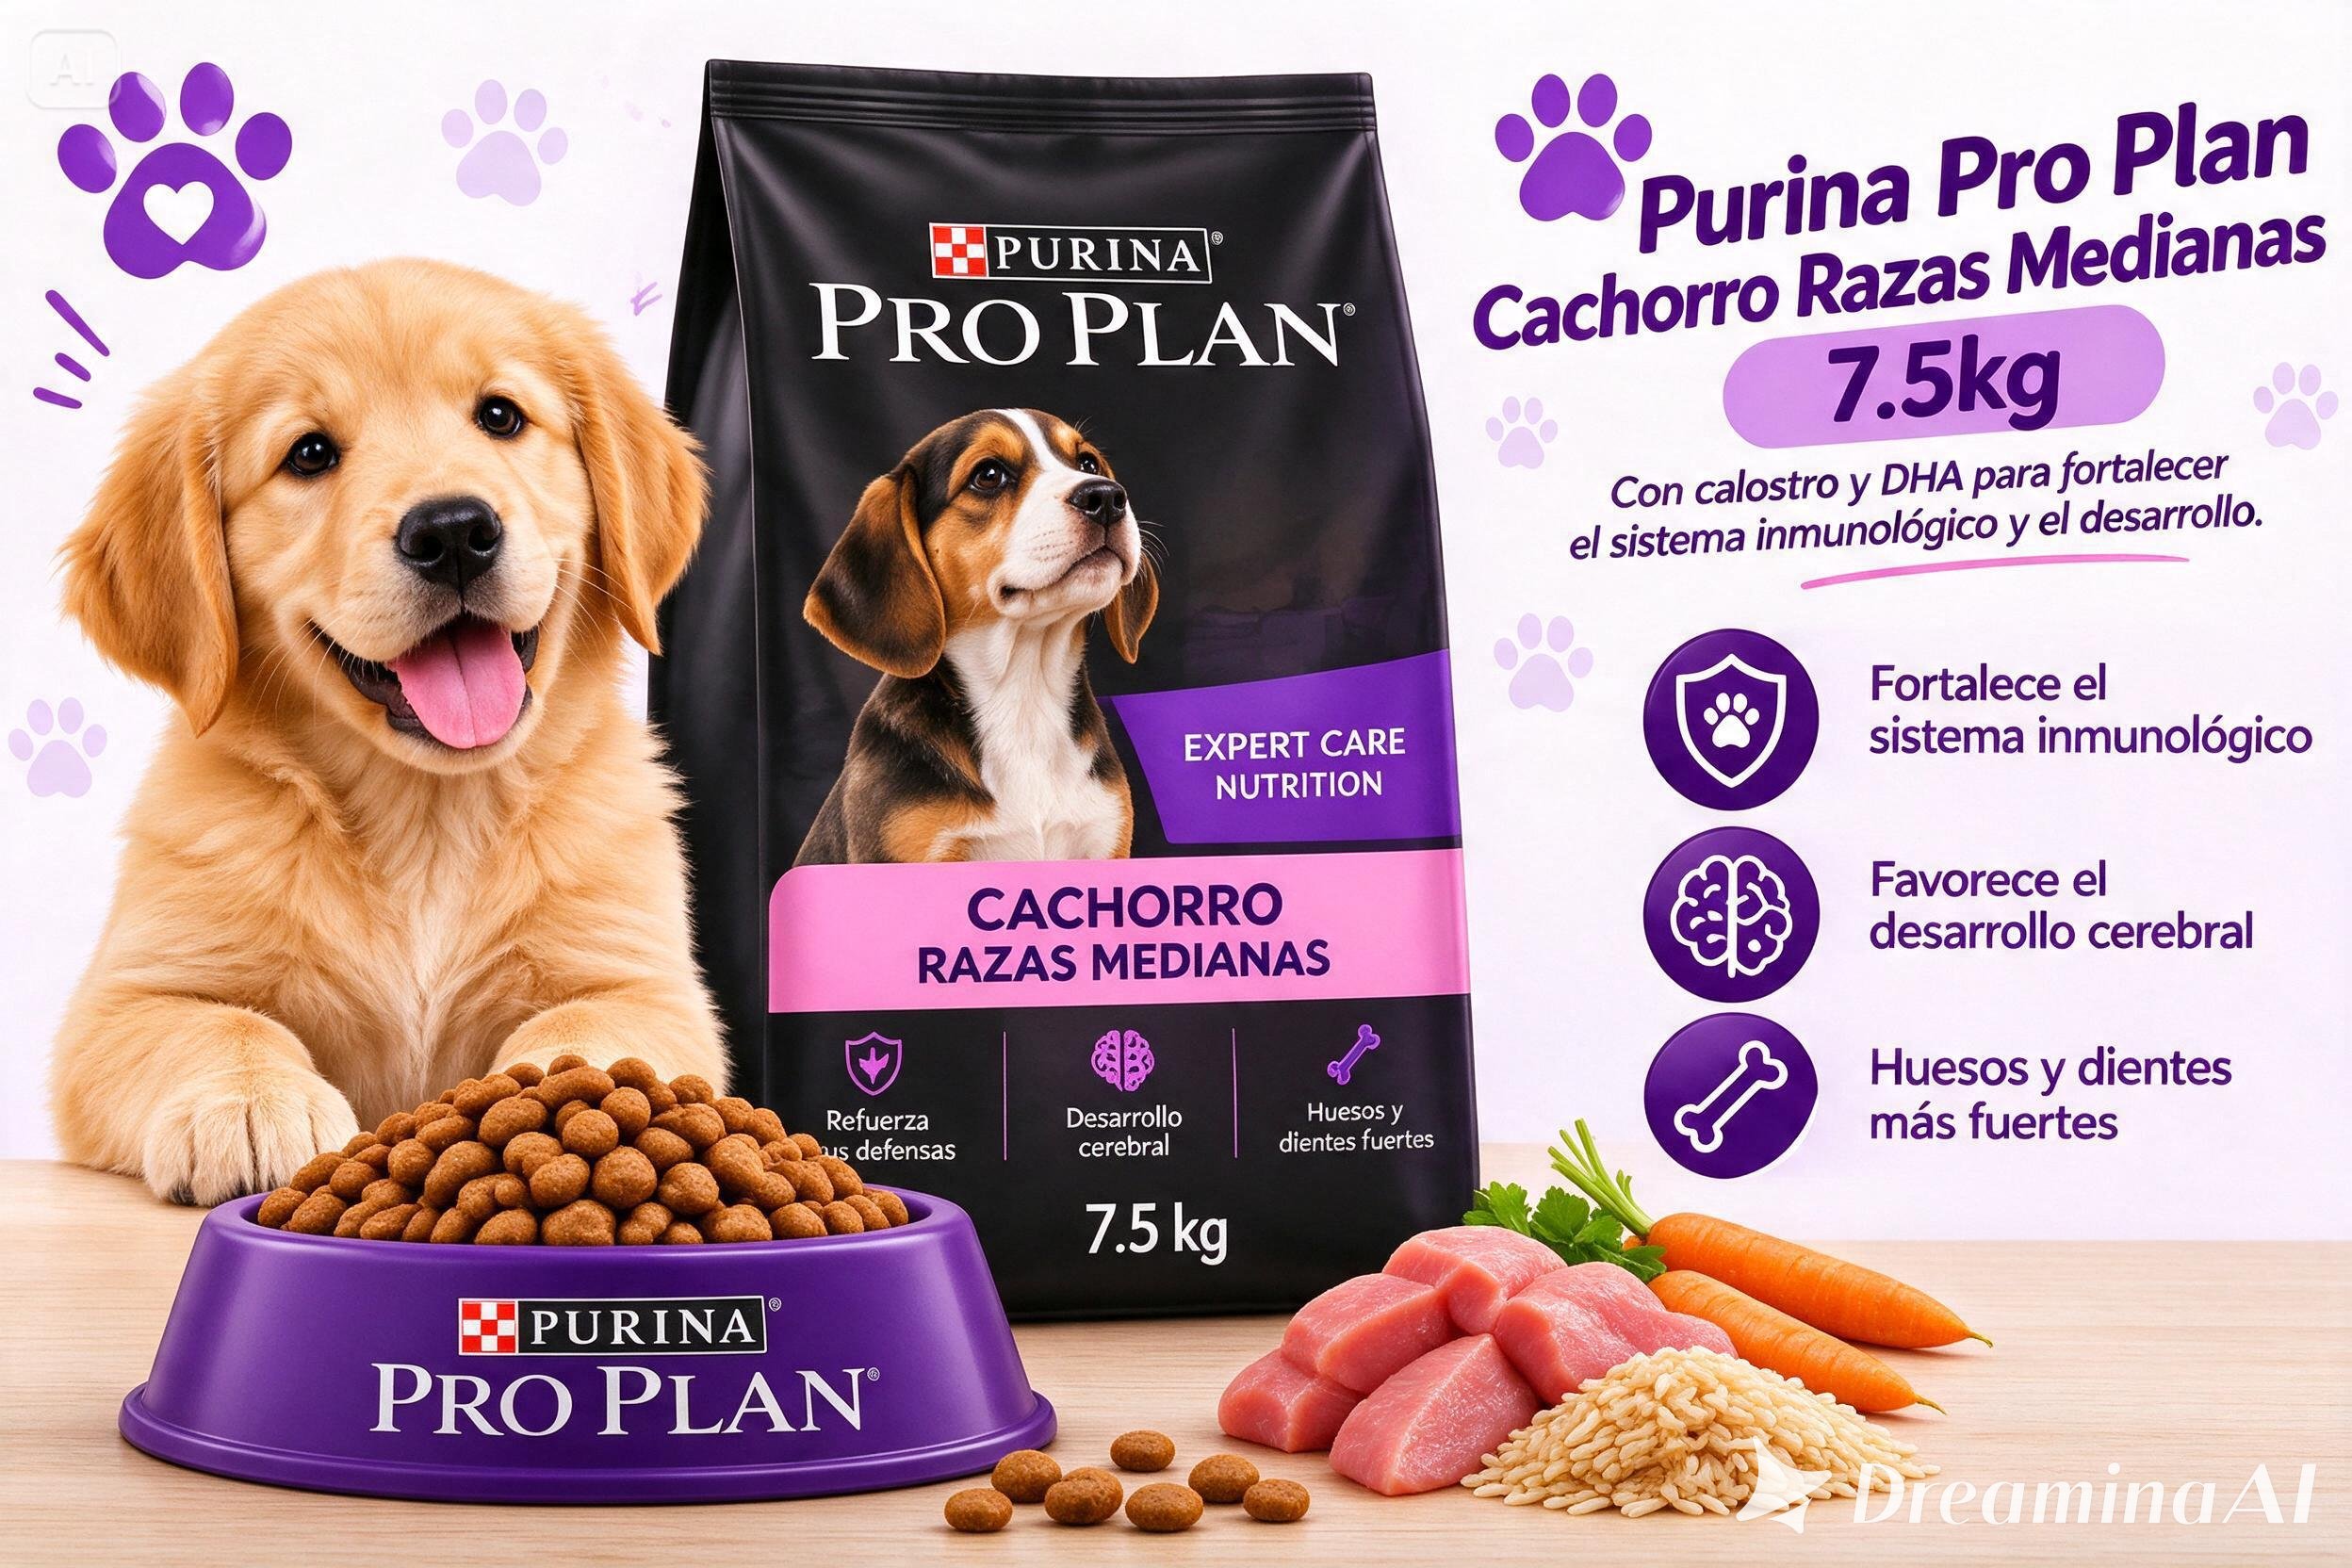 AI
PURINA®
PRO PLAN®
EXPERT CARE
NUTRITION
CACHORRO
RAZAS MEDIANAS
Refuerza
us defensas
Desarrollo
cerebral
Huesos y
dientes fuertes
7.5 kg
PURINA®
PRO PLAN®
Purina Pro Plan
Cachorro Razas Medianas
7.5kg
Con calostro y DHA para fortalecer
el sistema inmunológico y el desarrollo.
Fortalece el
sistema inmunológico
Favorece el
desarrollo cerebral
Huesos y dientes
más fuertes
DreaminaAI